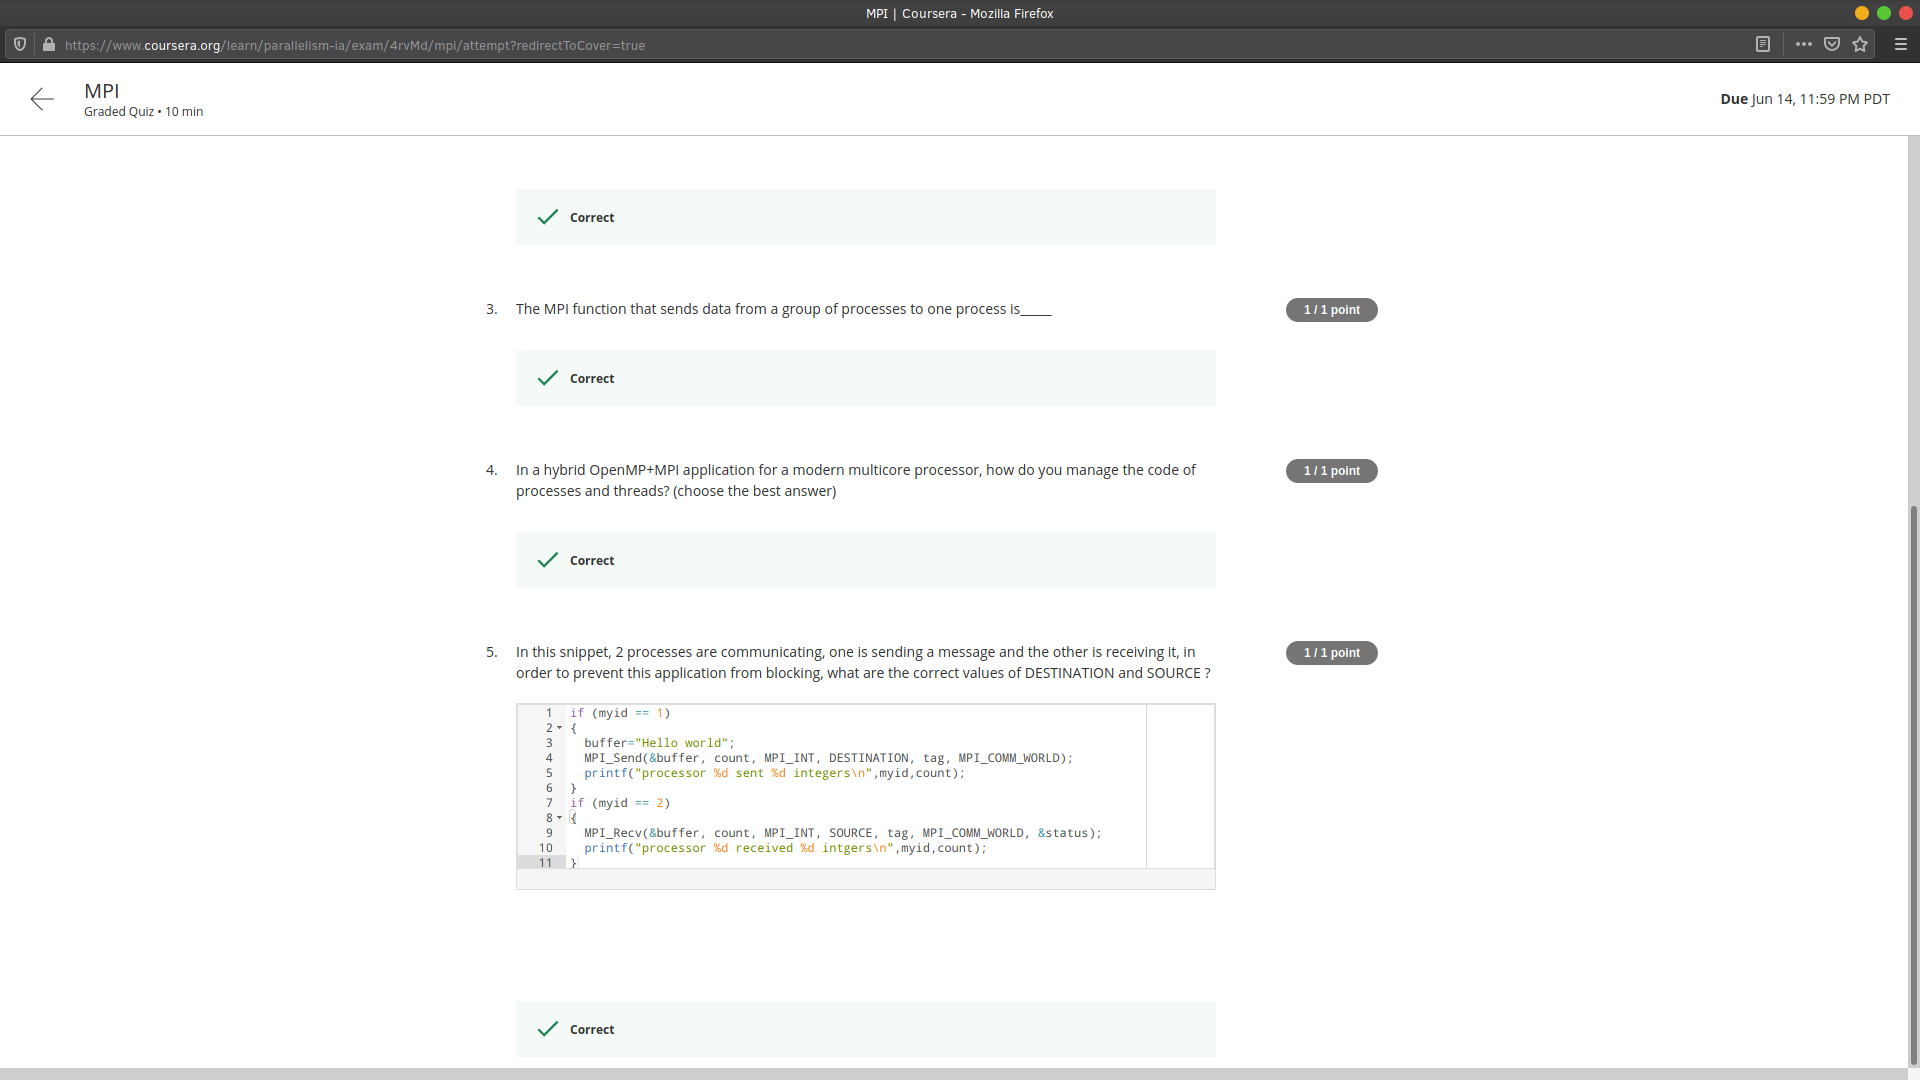 MPI | Coursera - Mozilla Firefox
https://www.coursera.org/learn/parallelism-ia/exam/4rvMd/mpi/attempt?redirectToCover=true
MPI
Graded Quiz • 10 min
Due Jun 14, 11:59 PM PDT
Correct
3. The MPI function that sends data from a group of processes to one process is_____
1 / 1 point
Correct
4. In a hybrid OpenMP+MPI application for a modern multicore processor, how do you manage the code of
processes and threads? (choose the best answer)
1 / 1 point
Correct
5. In this snippet, 2 processes are communicating, one is sending a message and the other is receiving it, in
order to prevent this application from blocking, what are the correct values of DESTINATION and SOURCE ?
1 / 1 point
1 if (myid == 1)
2 {
3 buffer="Hello world";
4 MPI_Send(&buffer, count, MPI_INT, DESTINATION, tag, MPI_COMM_WORLD);
5 printf("processor %d sent %d integers\n",myid,count);
6 }
7 if (myid == 2)
8 {
9 MPI_Recv(&buffer, count, MPI_INT, SOURCE, tag, MPI_COMM_WORLD, &status);
10 printf("processor %d received %d intgers\n",myid,count);
11 }
Correct